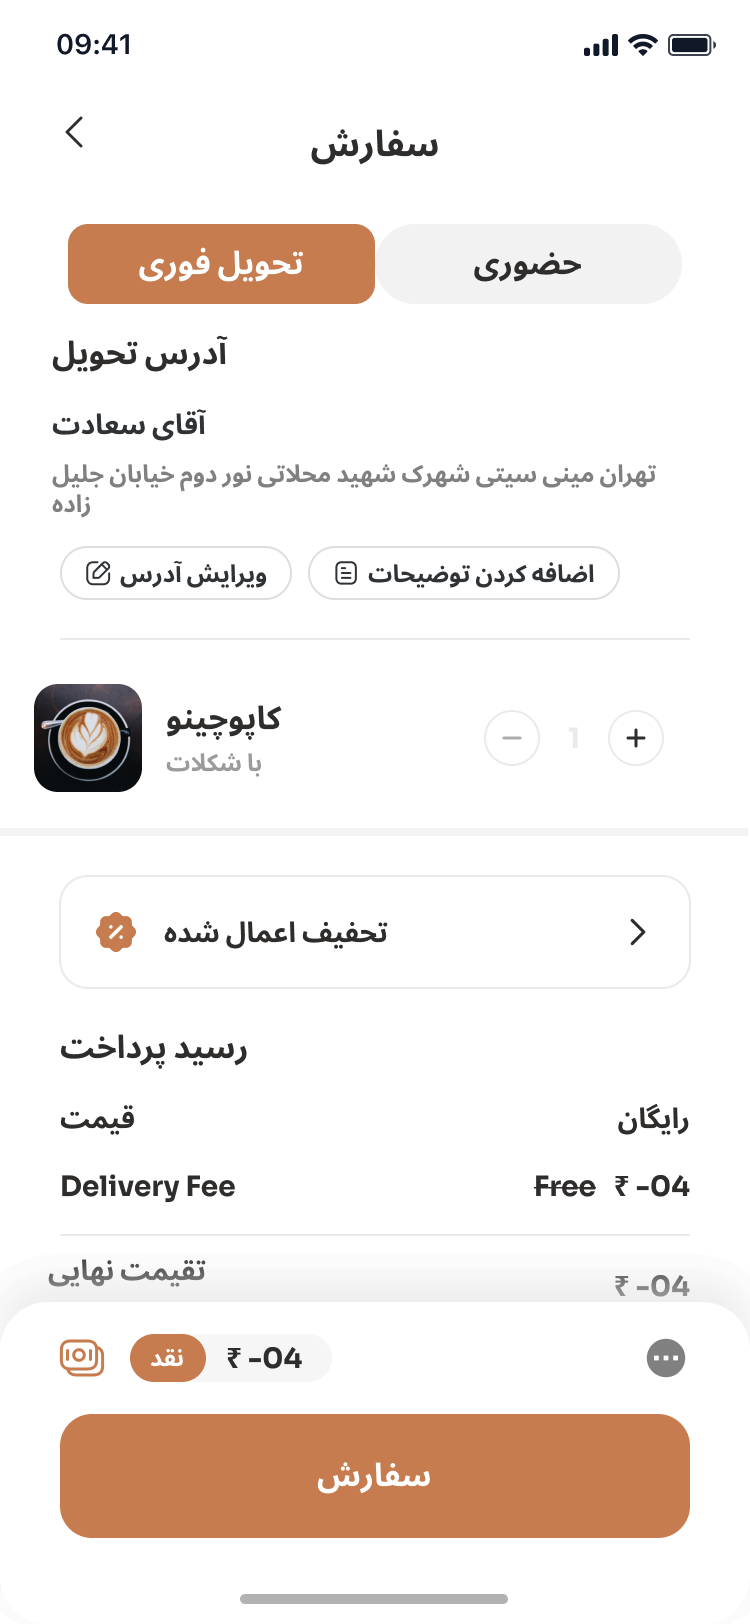 09:41
سفارش
تحویل فوری
حضوری
آدرس تحویل
آقای سعادت
تهران مینی سیتی شهرک شهید محلاتی نور دوم خیابان جلیل
زاده
ویرایش آدرس
اضافه کردن توضیحات
کاپوچینو
با شکلات
1
تحفیف اعمال شده
رسید پرداخت
قیمت
رایگان
Delivery Fee
Free ₹ -04
تقیمت نهایی
₹ -04
نقد
₹ -04
سفارش